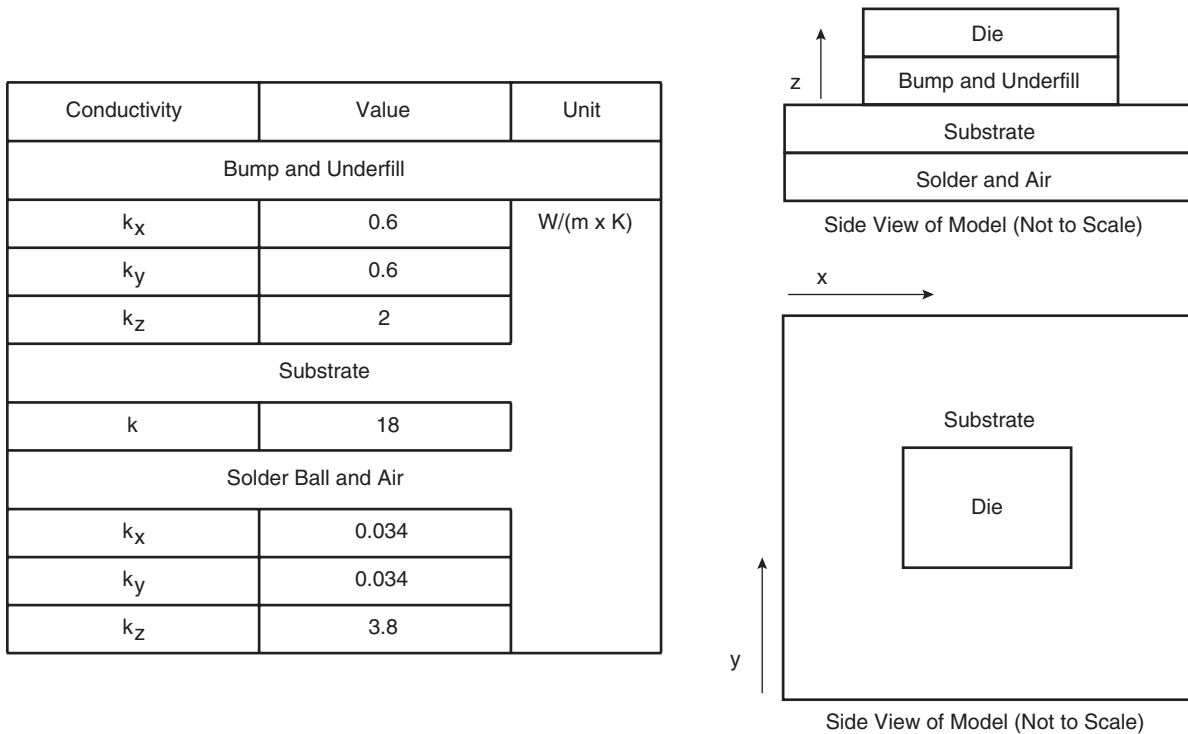 Conductivity Value Unit
Bump and Underfill
kx 0.6 W/(m x K)
ky 0.6
kz 2
Substrate
k 18
Solder Ball and Air
kx 0.034
ky 0.034
kz 3.8
Die
z
Bump and Underfill
Substrate
Solder and Air
Side View of Model (Not to Scale)
x
Substrate
Die
y
Side View of Model (Not to Scale)